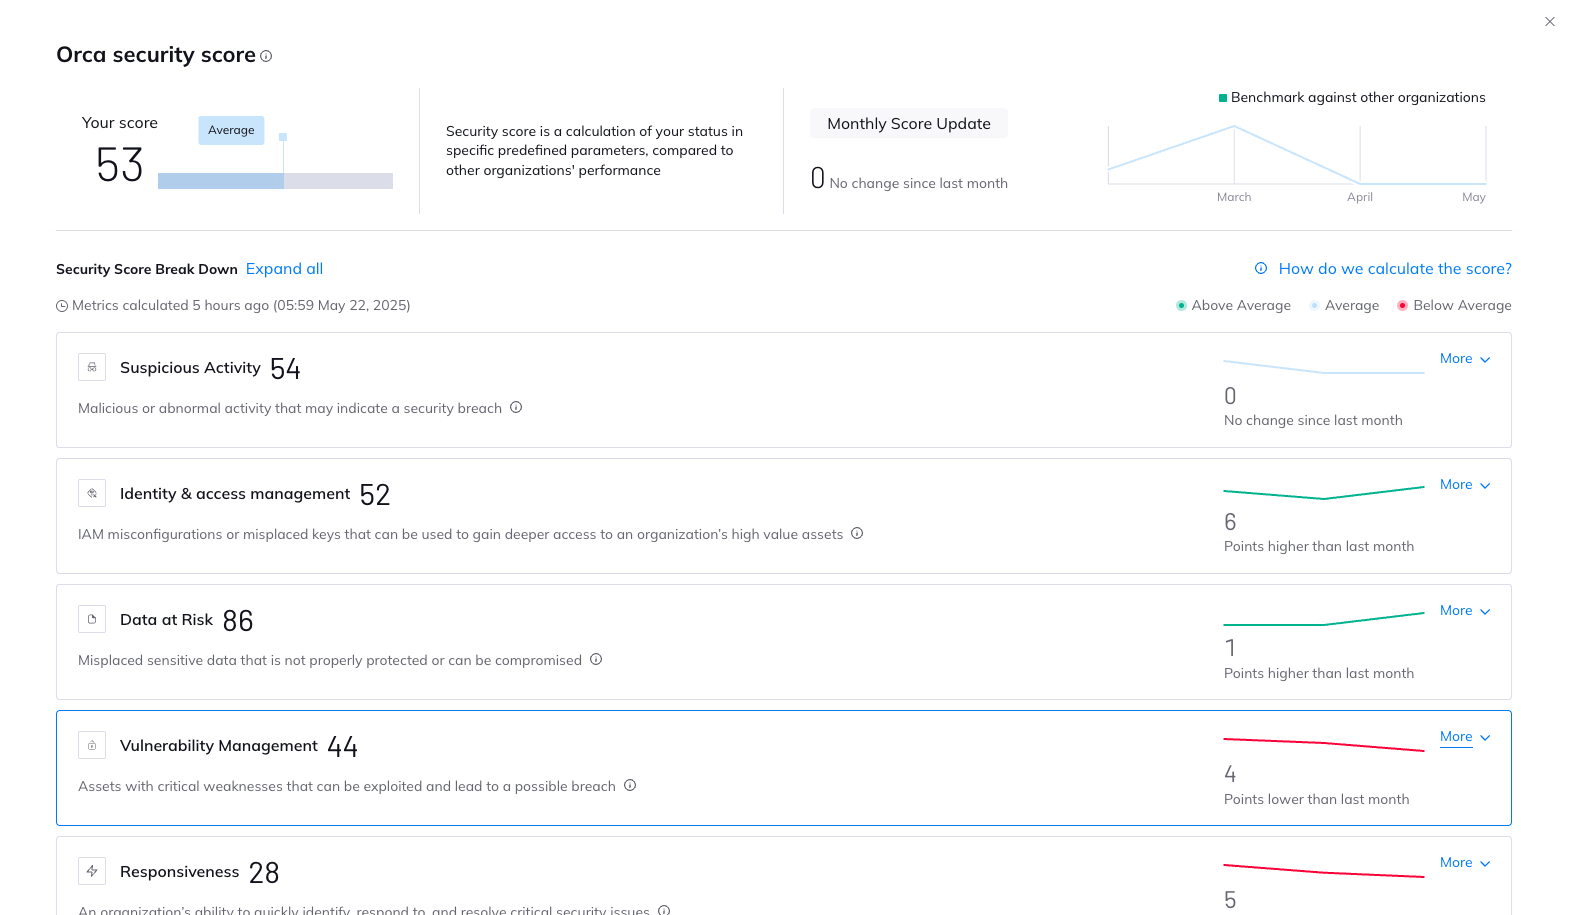 Orca security score
Your score
53
Average
Security score is a calculation of your status in
specific predefined parameters, compared to
other organizations' performance
Monthly Score Update
0 No change since last month
Benchmark against other organizations
March April May
Security Score Break Down Expand all
How do we calculate the score?
Metrics calculated 5 hours ago (05:59 May 22, 2025)
Above Average Average Below Average
Suspicious Activity 54
Malicious or abnormal activity that may indicate a security breach
More
0
No change since last month
Identity & access management 52
IAM misconfigurations or misplaced keys that can be used to gain deeper access to an organization's high value assets
More
6
Points higher than last month
Data at Risk 86
Misplaced sensitive data that is not properly protected or can be compromised
More
1
Points higher than last month
Vulnerability Management 44
Assets with critical weaknesses that can be exploited and lead to a possible breach
More
4
Points lower than last month
Responsiveness 28
An organization's ability to quickly identify, respond to, and resolve critical security issues
More
5